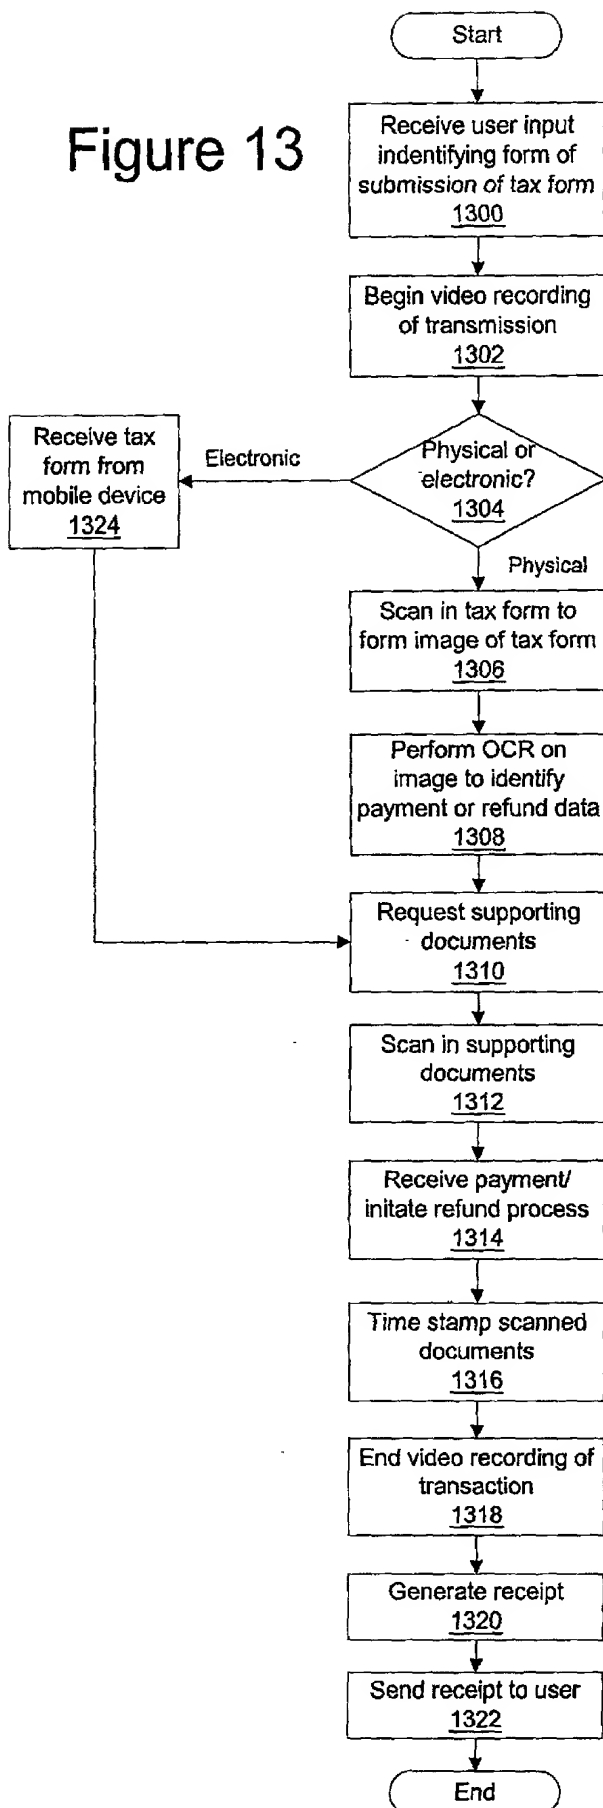 Start
Figure 13
Receive user input
indentifying form of
submission of tax form
1300
Begin video recording
of transmission
1302
Receive tax
form from
mobile device
1324
Electronic
Physical or
electronic?
1304
Physical
Scan in tax form to
form image of tax form
1306
Perform OCR on
image to identify
payment or refund data
1308
Request supporting
documents
1310
Scan in supporting
documents
1312
Receive payment/
initate refund process
1314
Time stamp scanned
documents
1316
End video recording of
transaction
1318
Generate receipt
1320
Send receipt to user
1322
End